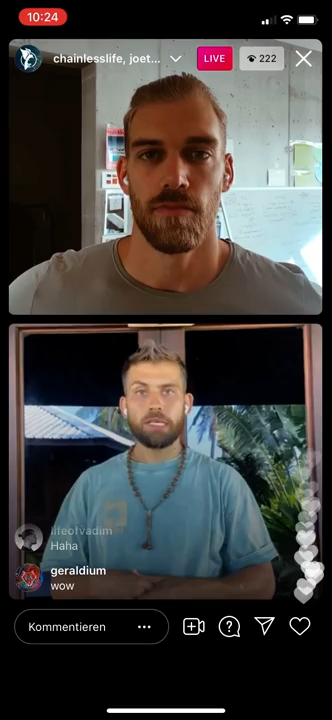 10:24
chainlesslife, joet...
LIVE
222
lifeofvadim
Haha
geraldium
wow
Kommentieren